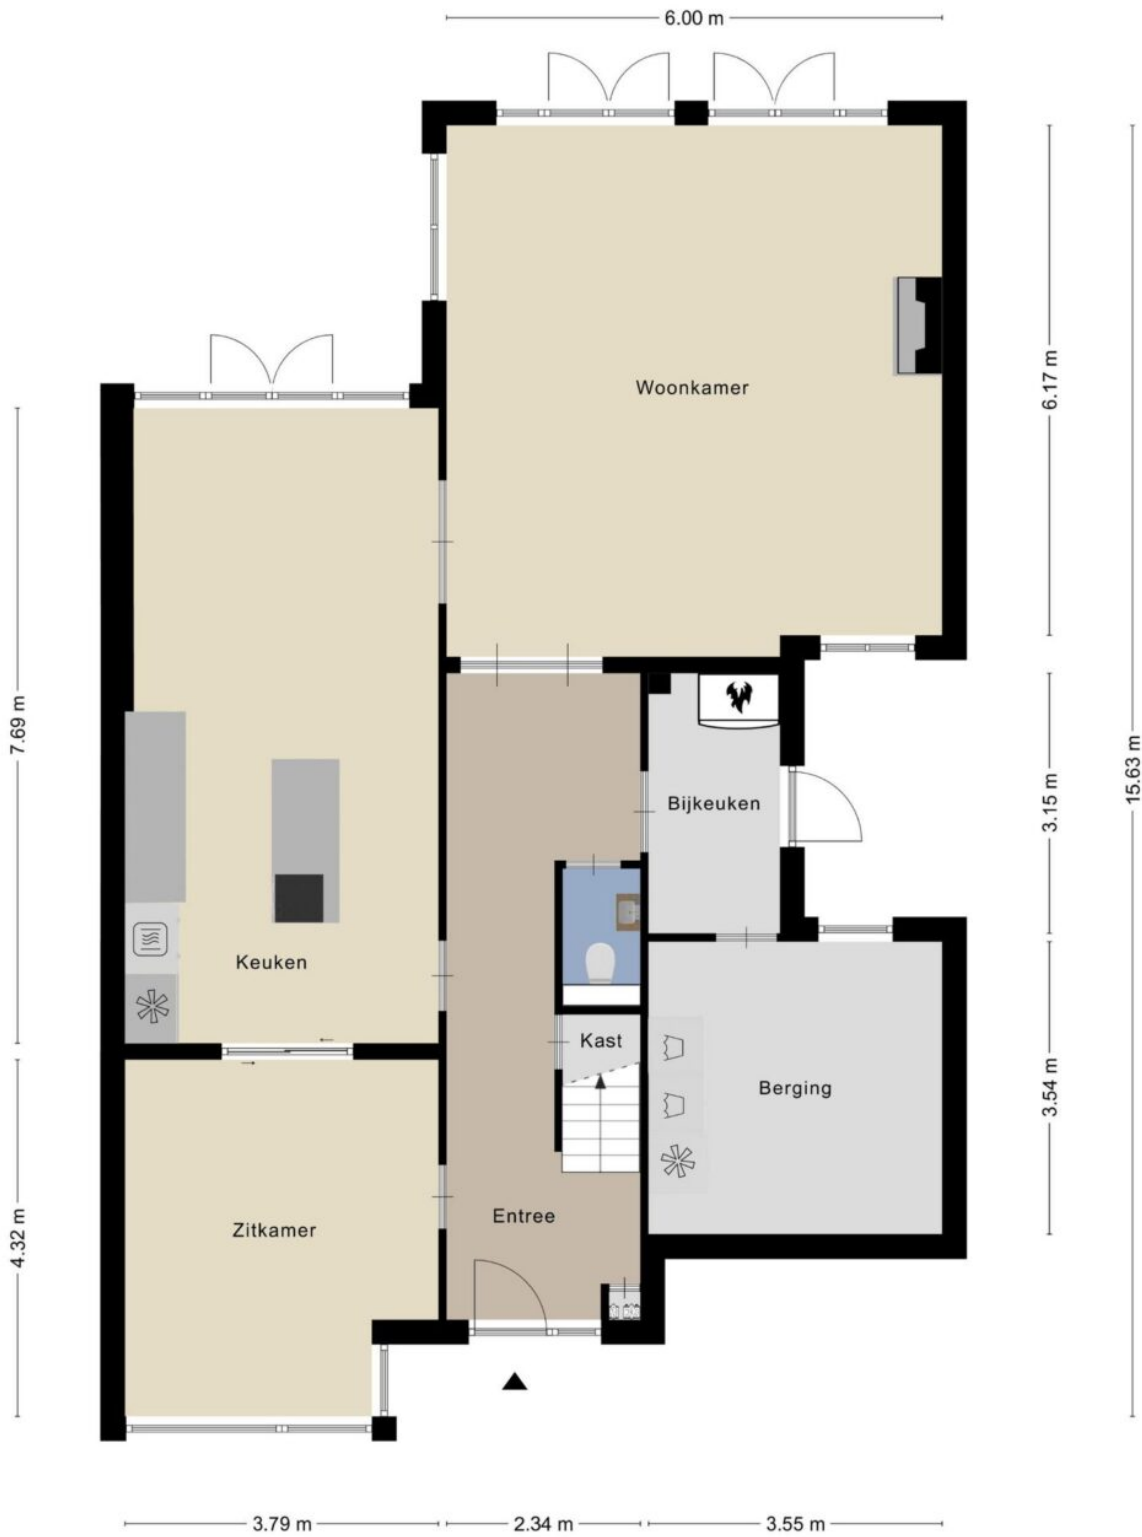 6.00 m
Woonkamer
6.17 m
7.69 m
15.63 m
Bijkeuken
3.15 m
Keuken
Kast
Berging
3.54 m
Entree
Zitkamer
4.32 m
3.79 m
2.34 m
3.55 m